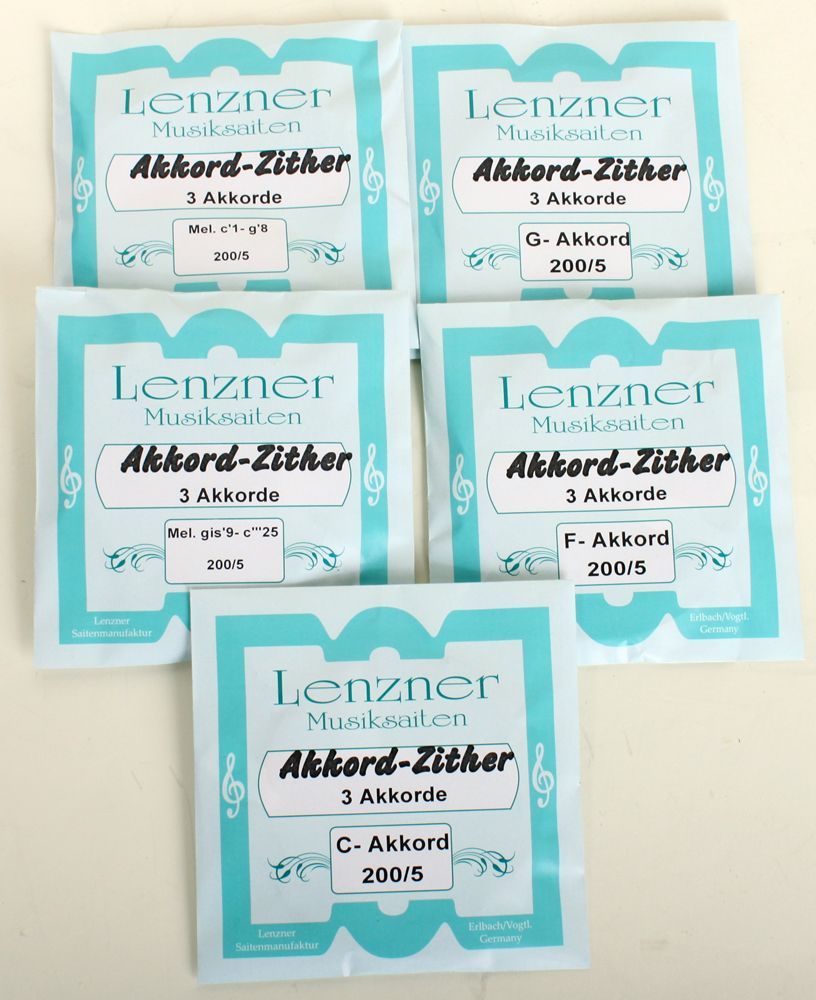 Lenzner
Musiksaiten
Akkord-Zither
3 Akkorde
Mel. c'1- g'8
200/5
Lenzner
Musiksaiten
Akkord-Zither
3 Akkorde
G- Akkord
200/5
Lenzner
Musiksaiten
Akkord-Zither
3 Akkorde
Mel. gis'9- c'''25
200/5
Lenzner
Saitenmanufaktur
Lenzner
Musiksaiten
Akkord-Zither
3 Akkorde
F- Akkord
200/5
Erlbach/Vogtl.
Germany
Lenzner
Musiksaiten
Akkord-Zither
3 Akkorde
C- Akkord
200/5
Lenzner
Saitenmanufaktur
Erlbach/Vogtl.
Germany